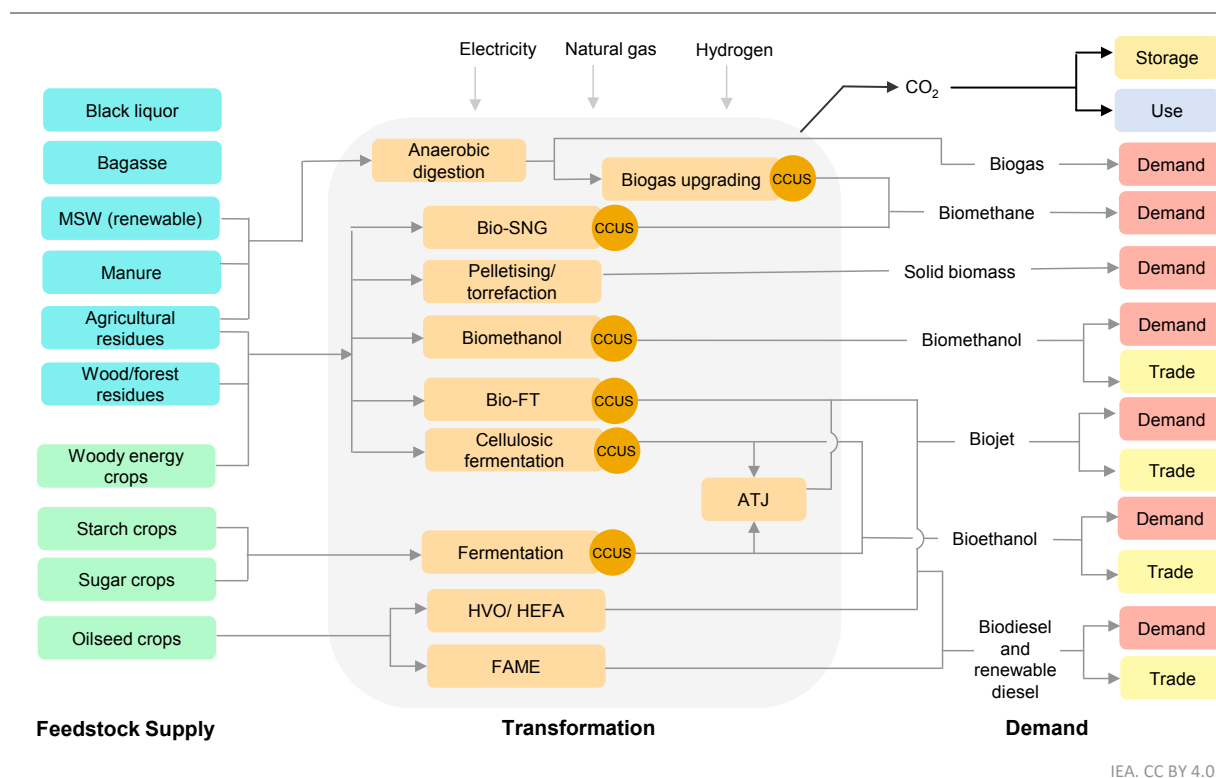 Electricity
Natural gas
Hydrogen
CO2
Storage
Use
Black liquor
Bagasse
MSW (renewable)
Manure
Agricultural
residues
Wood/forest
residues
Woody energy
crops
Starch crops
Sugar crops
Oilseed crops
Anaerobic
digestion
Biogas upgrading
CCUS
Bio-SNG
CCUS
Pelletising/
torrefaction
Biomethanol
CCUS
Bio-FT
CCUS
Cellulosic
fermentation
CCUS
ATJ
Fermentation
CCUS
HVO/ HEFA
FAME
Biogas
Demand
Biomethane
Demand
Solid biomass
Demand
Biomethanol
Demand
Trade
Biojet
Demand
Trade
Bioethanol
Demand
Trade
Biodiesel
and
renewable
diesel
Demand
Trade
Feedstock Supply
Transformation
Demand
IEA. CC BY 4.0